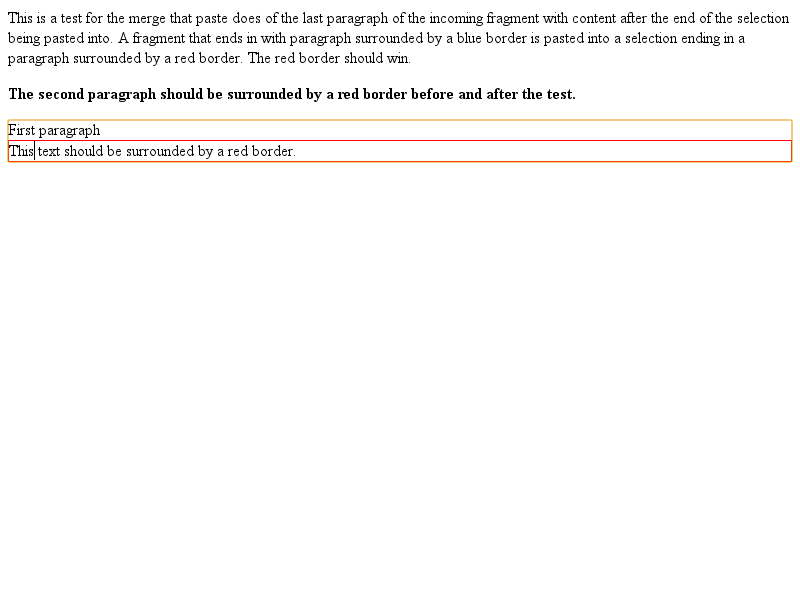 This is a test for the merge that paste does of the last paragraph of the incoming fragment with content after the end of the selection
being pasted into. A fragment that ends in with paragraph surrounded by a blue border is pasted into a selection ending in a
paragraph surrounded by a red border. The red border should win.
The second paragraph should be surrounded by a red border before and after the test.
First paragraph
This text should be surrounded by a red border.